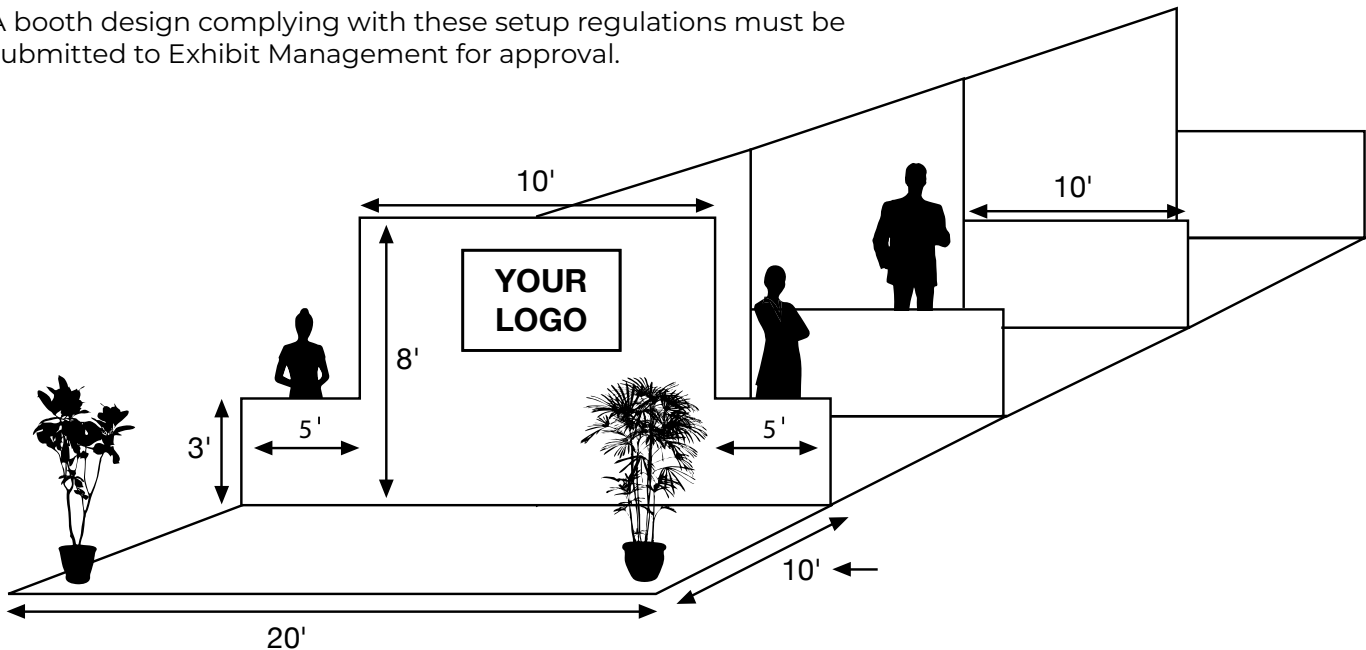 A booth design complying with these setup regulations must be
submitted to Exhibit Management for approval.
10'
10'
YOUR
LOGO
8'
3'
5'
5'
10'
20'